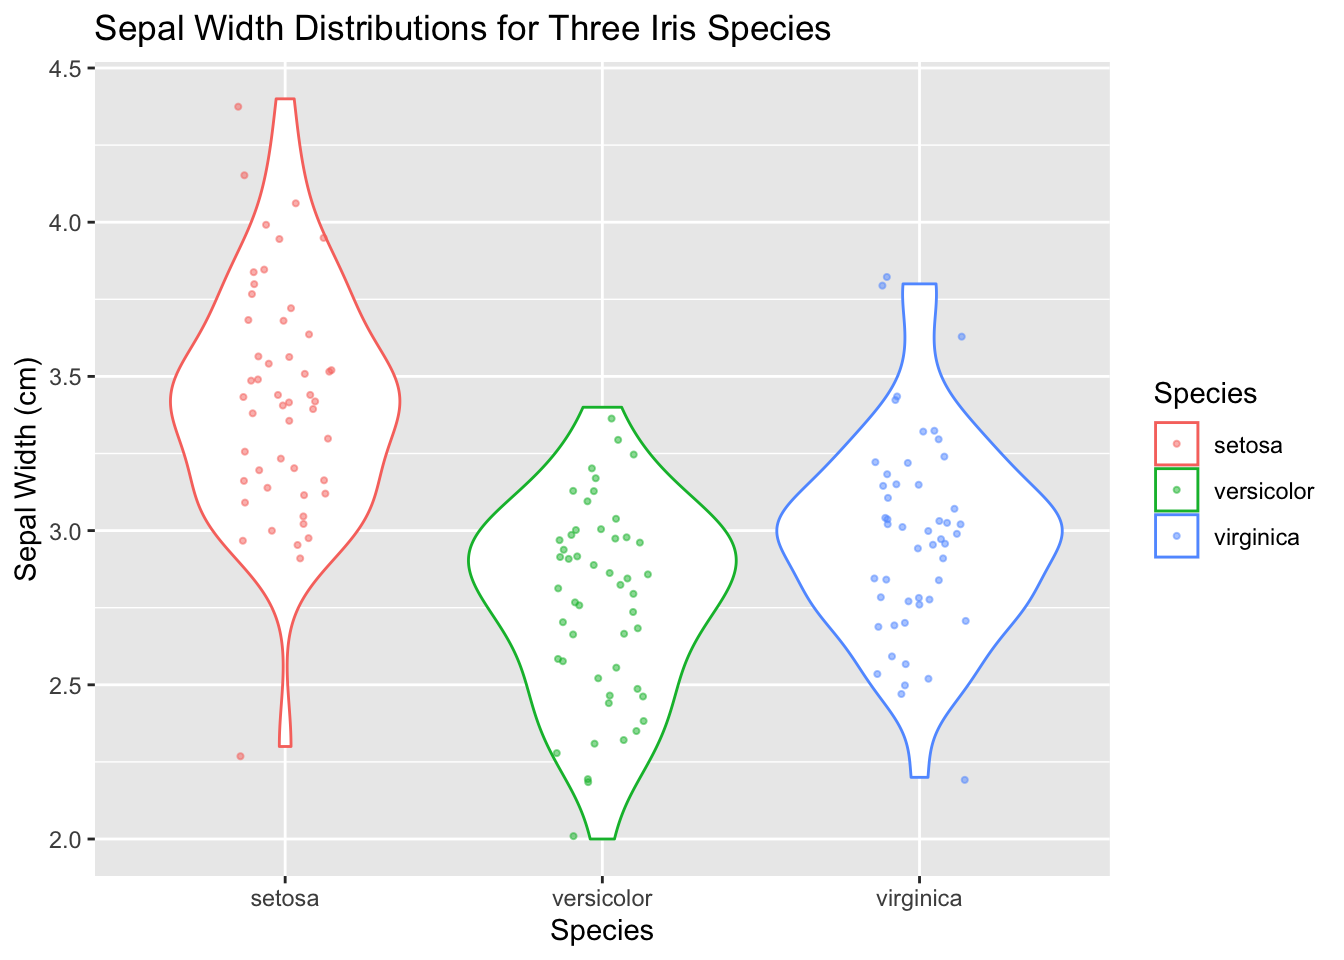 Sepal Width Distributions for Three Iris Species
Sepal Width (cm)
4.5
4.0
3.5
3.0
2.5
2.0
setosa versicolor virginica
Species
Species
setosa
versicolor
virginica